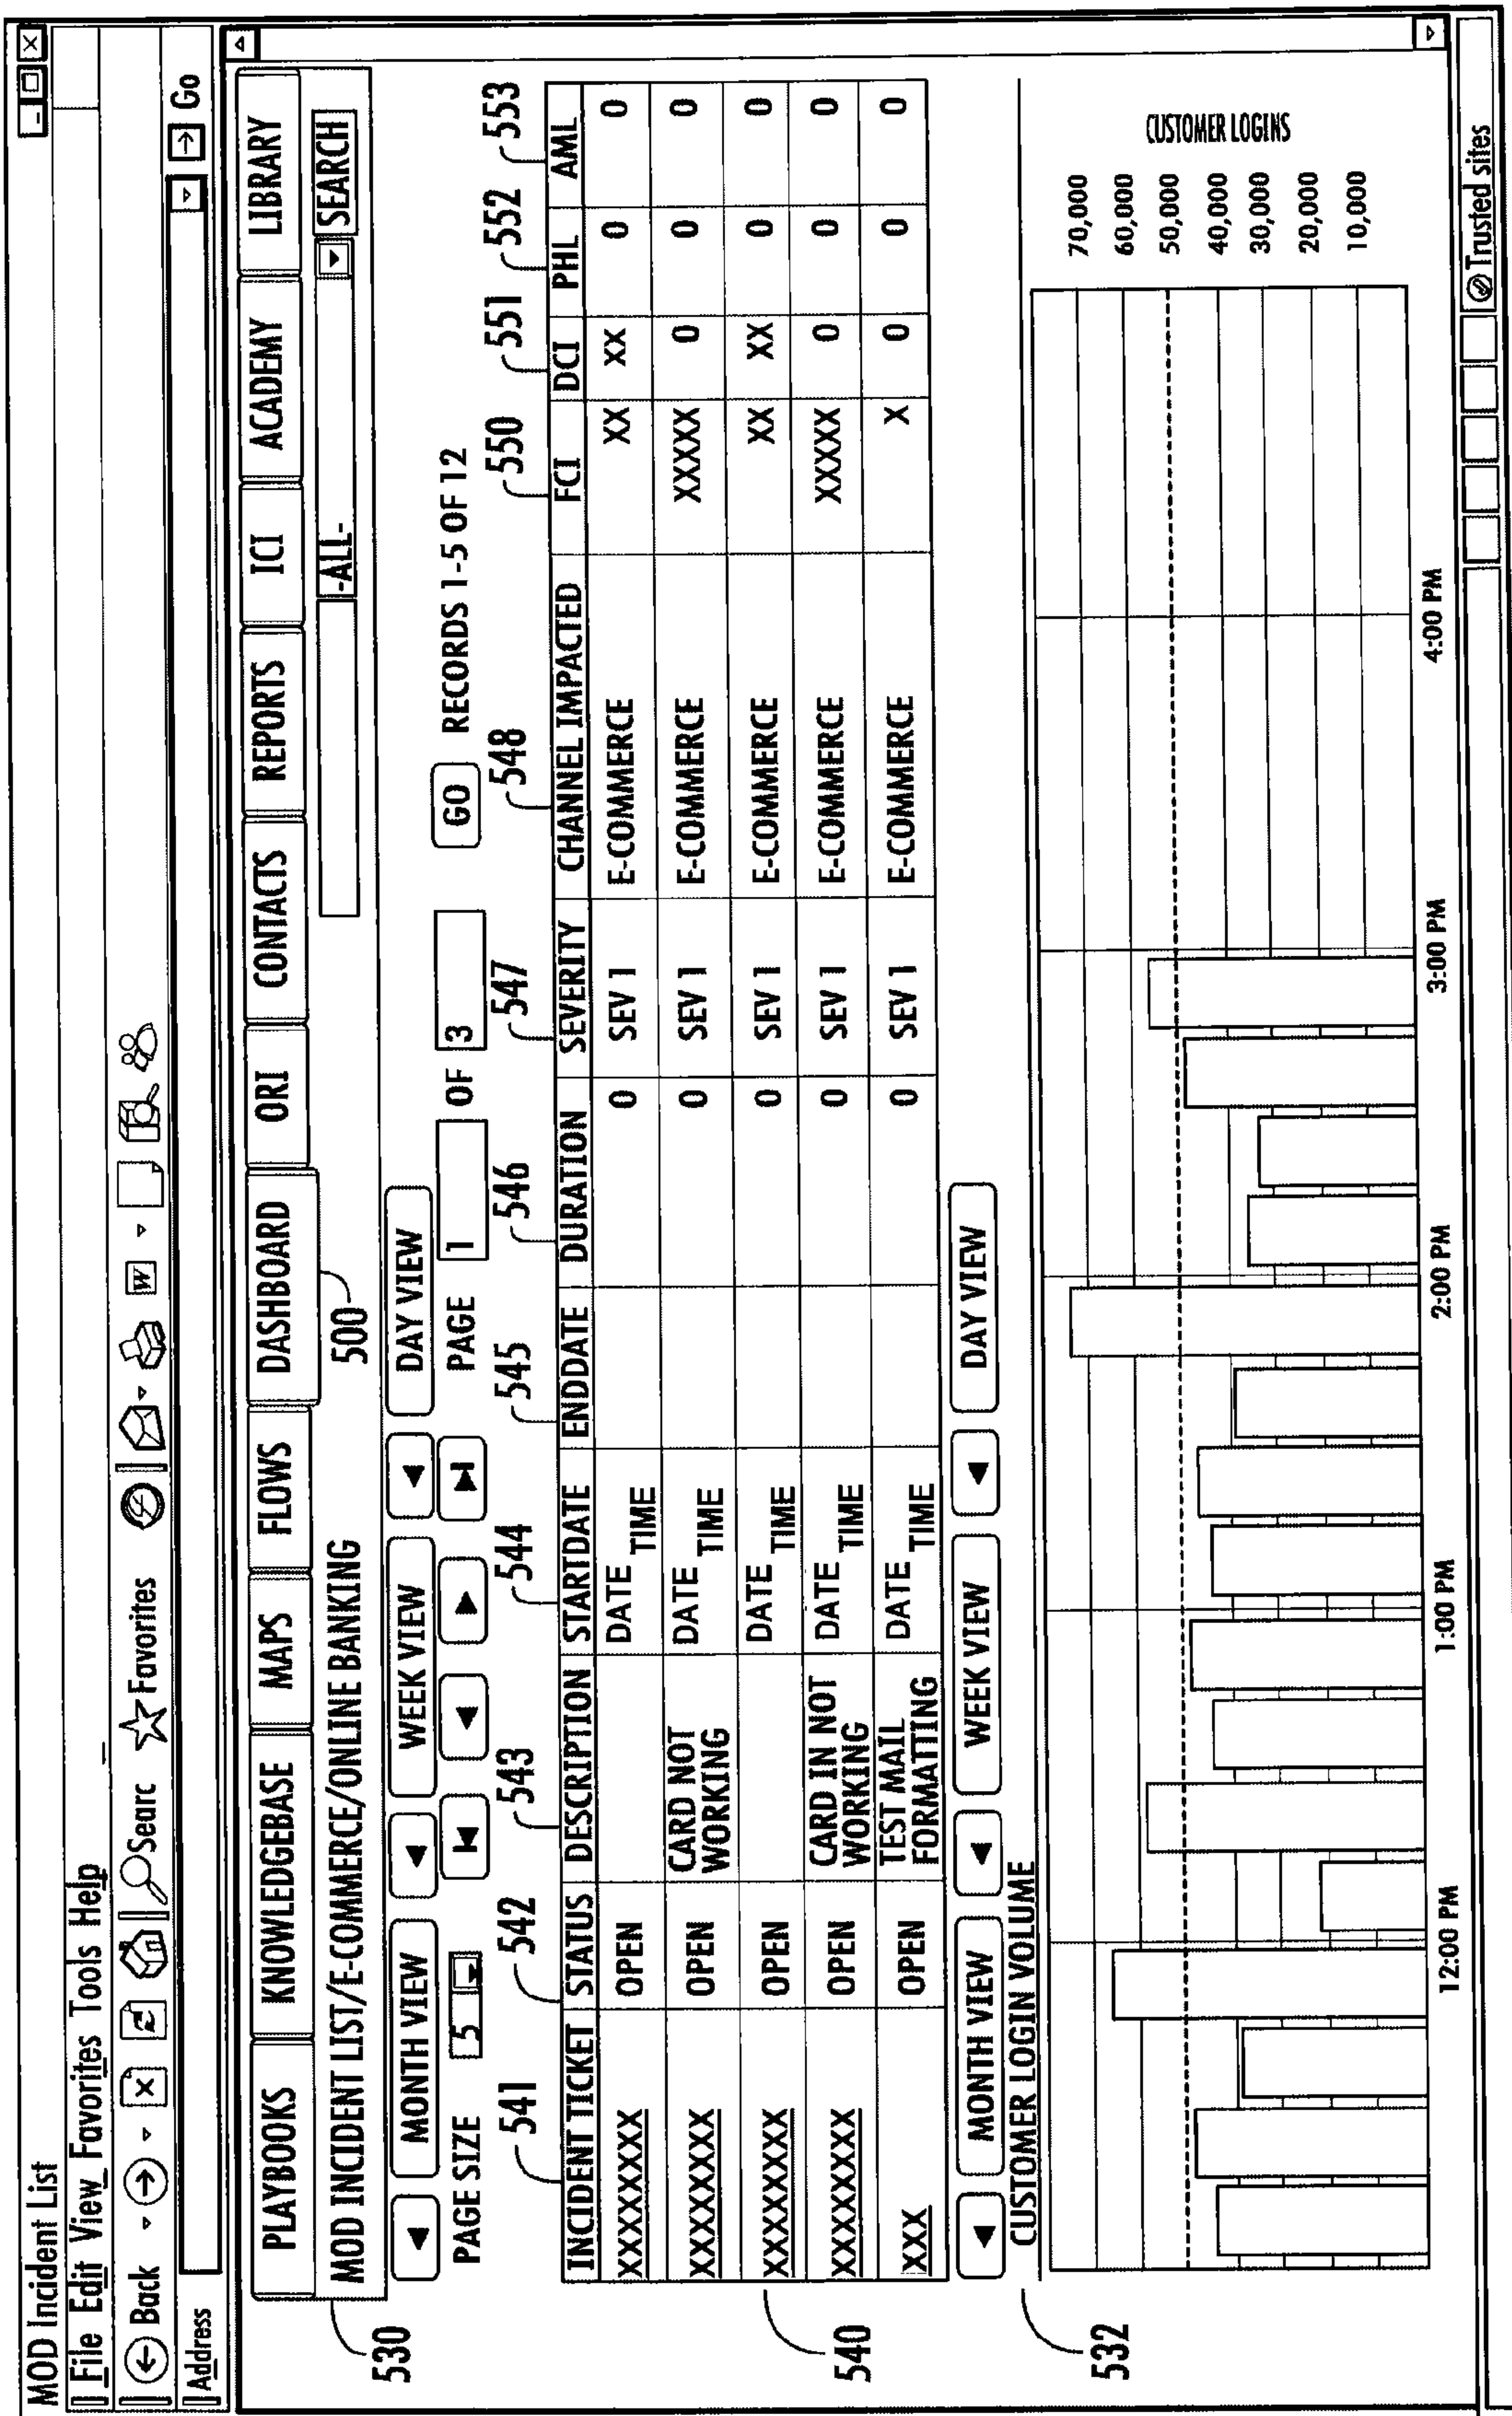 MOD Incident List
File Edit View Favorites Tools Help
Back Searc Favorites W
Address Go
PLAYBOOKS KNOWLEDGEBASE MAPS FLOWS DASHBOARD ORI CONTACTS REPORTS ICI ACADEMY LIBRARY
MOD INCIDENT LIST/E-COMMERCE/ONLINE BANKING 500 -ALL- SEARCH
530
MONTH VIEW WEEK VIEW DAY VIEW
PAGE SIZE 5 PAGE 1 OF 3 GO RECORDS 1-5 OF 12
541 542 543 544 545 546 547 548 550 551 552 553
INCIDENT TICKET STATUS DESCRIPTION STARTDATE ENDDATE DURATION SEVERITY CHANNEL IMPACTED FCI DCI PHL AML
XXXXXXXX OPEN DATE TIME 0 SEV 1 E-COMMERCE XX XX 0 0
XXXXXXXX OPEN CARD NOT WORKING DATE TIME 0 SEV 1 E-COMMERCE XXXXX 0 0 0
XXXXXXXX OPEN DATE TIME 0 SEV 1 E-COMMERCE XX XX 0 0
XXXXXXXX OPEN CARD IN NOT WORKING DATE TIME 0 SEV 1 E-COMMERCE XXXXX 0 0 0
XXX OPEN TEST MAIL FORMATTING DATE TIME 0 SEV 1 E-COMMERCE X 0 0 0
540
MONTH VIEW WEEK VIEW DAY VIEW
CUSTOMER LOGIN VOLUME
532
70,000
60,000
50,000
40,000
30,000
20,000
10,000
CUSTOMER LOGINS
12:00 PM 1:00 PM 2:00 PM 3:00 PM 4:00 PM
Trusted sites